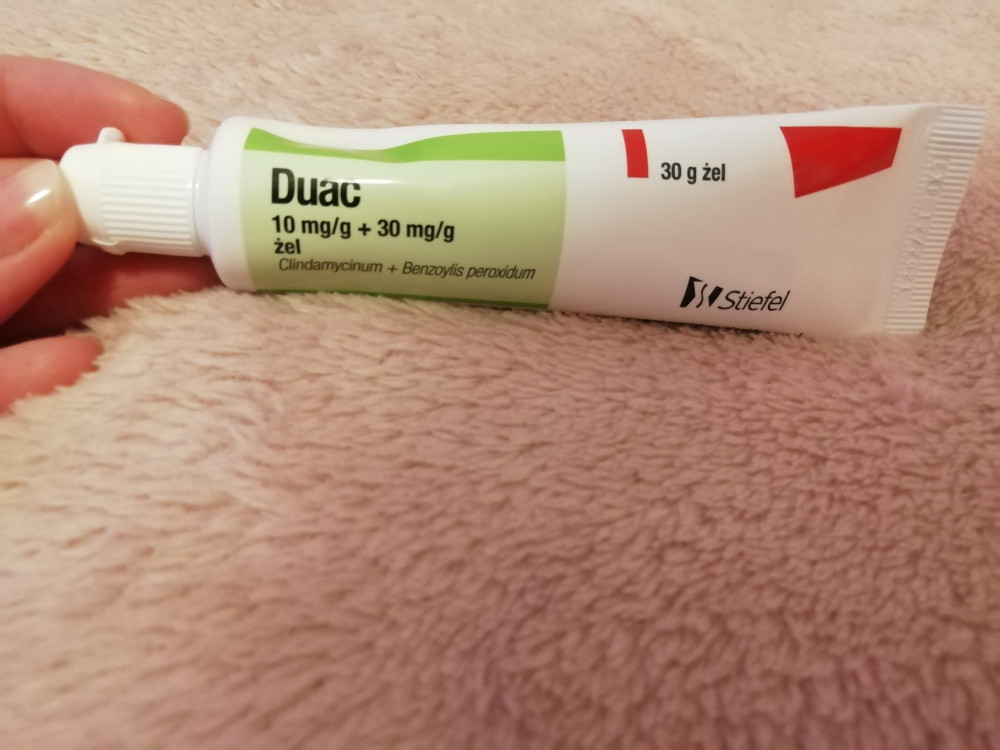 Duac
10 mg/g + 30 mg/g
żel
Clindamycinum + Benzoylis peroxidum
30 g żel
Stiefel